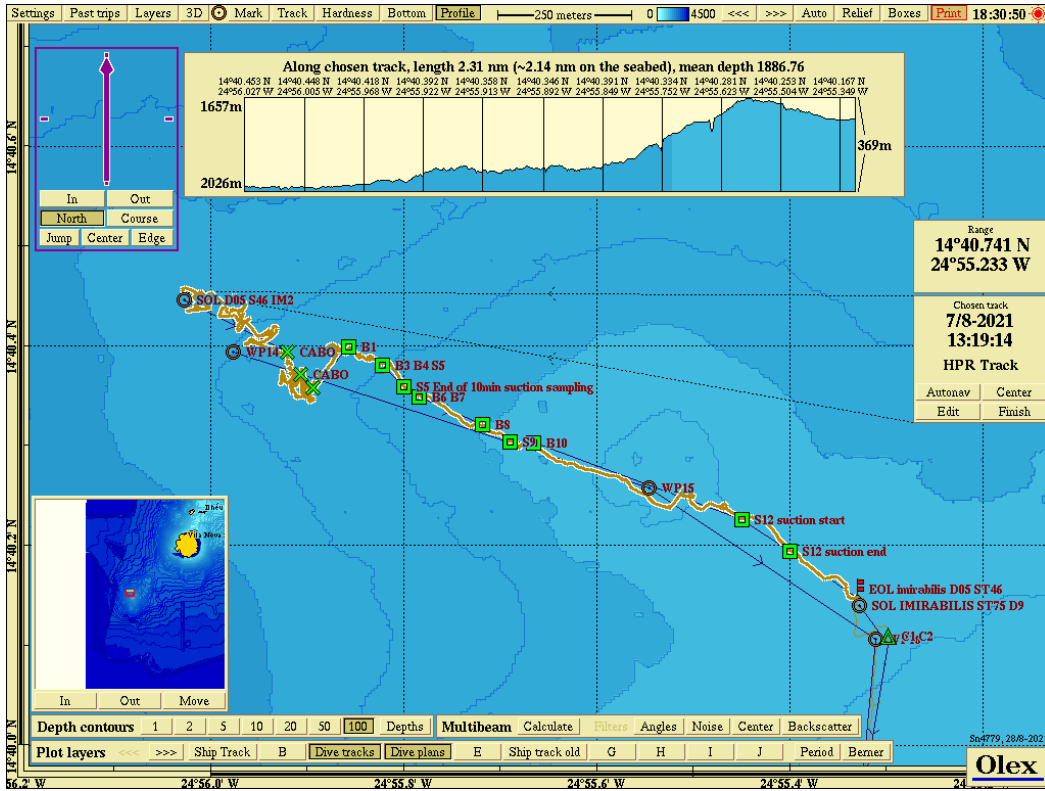 Settings Past trips Layers 3D Mark Track Hardness Bottom Profile 250 meters 0 4500 <<< >>> Auto Relief Boxes Print 18:30:50
Along chosen track, length 2.31 nm (~2.14 nm on the seabed), mean depth 1886.76
14°40.453 N 14°40.448 N 14°40.418 N 14°40.392 N 14°40.358 N 14°40.346 N 14°40.391 N 14°40.334 N 14°40.281 N 14°40.253 N 14°40.167 N
24°56.027 W 24°56.005 W 24°55.968 W 24°55.922 W 24°55.913 W 24°55.892 W 24°55.849 W 24°55.752 W 24°55.623 W 24°55.504 W 24°55.349 W
1657m
369m
2026m
In Out
North Course
Jump Center Edge
14°40.6' N
Range
14°40.741 N
24°55.233 W
Chosen track
7/8-2021
13:19:14
HPR Track
Autonav Center
Edit Finish
SOL D05 S46 IM2
14°40.4' N
WP14
CABO
B1
CABO
B3 B4 S5
S5 End of 10min suction sampling
B6 B7
B8
S9
B10
WP15
S12 suction start
14°40.2' N
S12 suction end
EOL imirabilis D05 ST46
SOL IMIRABILIS ST75 D9
C1 C2
Vila Nova
In Out Move
Depth contours 1 2 5 10 20 50 100 Depths Multibeam Calculate Filters Angles Noise Center Backscatter
Plot layers <<< >>> Ship Track B Dive tracks Dive plans E Ship track old G H I J Period Berner
14°40.0' N
Olex
56.2' W 24°56.0' W 24°55.8' W 24°55.6' W 24°55.4' W